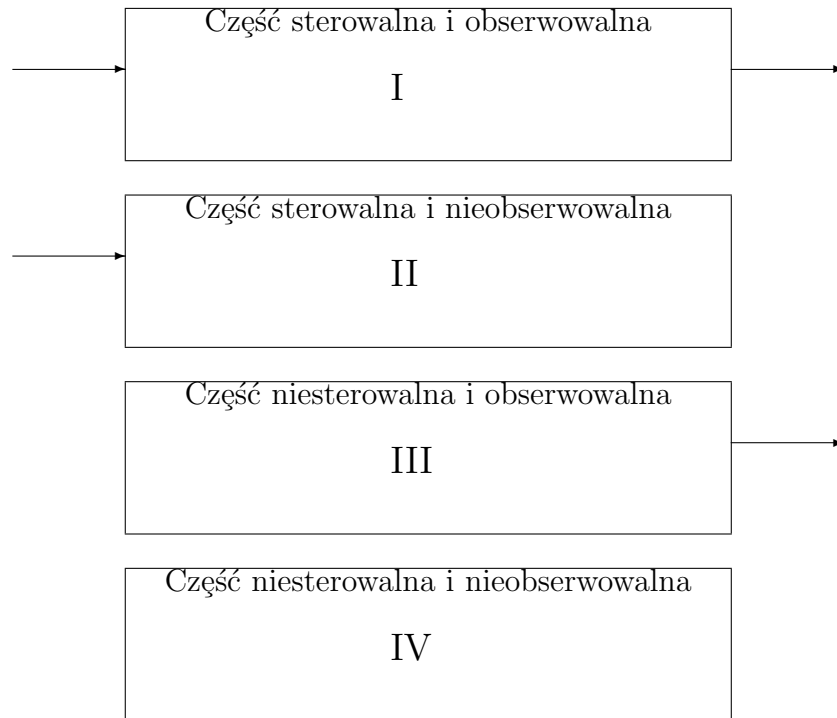 Część sterowalna i obserwowalna
I
Część sterowalna i nieobserwowalna
II
Część niesterowalna i obserwowalna
III
Część niesterowalna i nieobserwowalna
IV